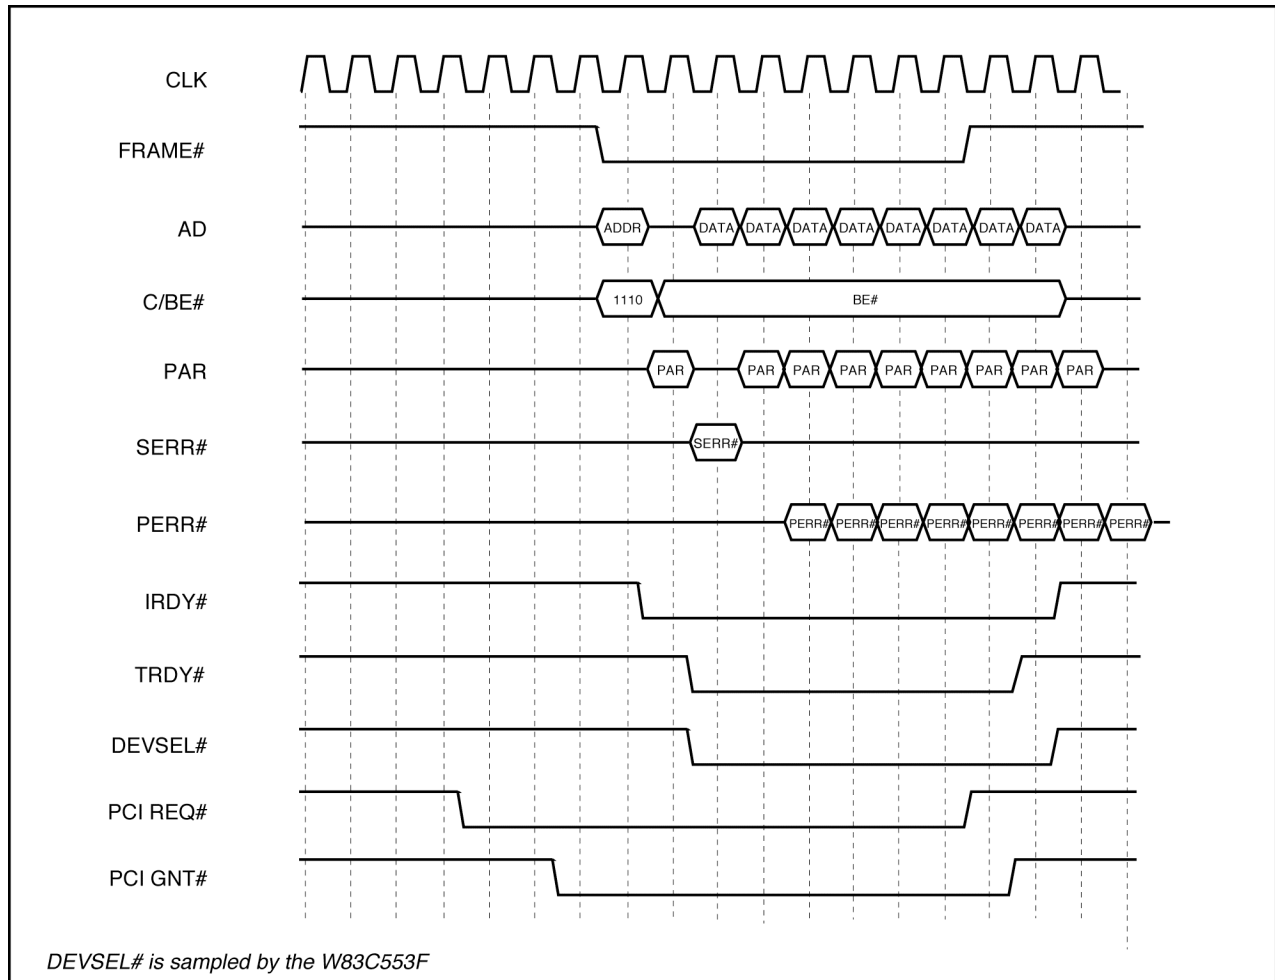 CLK
FRAME#
AD ADDR DATA DATA DATA DATA DATA DATA DATA DATA
C/BE# 1110 BE#
PAR PAR PAR PAR PAR PAR PAR PAR PAR PAR
SERR# SERR#
PERR# PERR# PERR# PERR# PERR# PERR# PERR# PERR# PERR#
IRDY#
TRDY#
DEVSEL#
PCI REQ#
PCI GNT#
DEVSEL# is sampled by the W83C553F